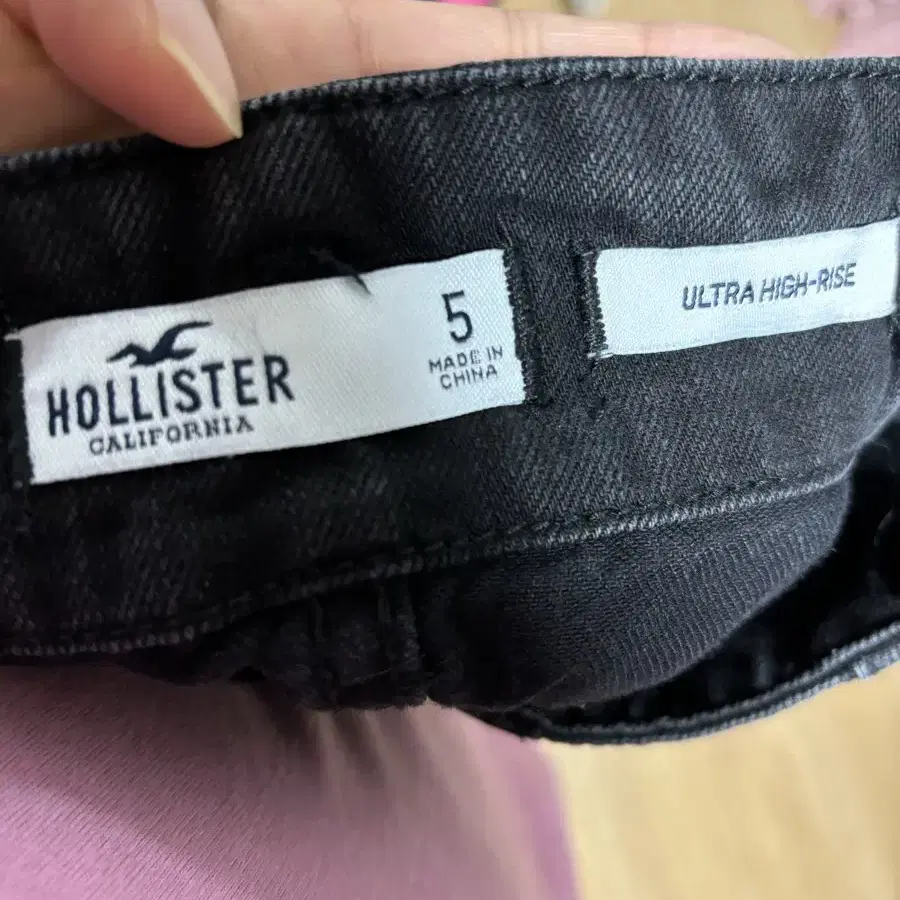 HOLLISTER
CALIFORNIA
5
MADE IN
CHINA
ULTRA HIGH-RISE